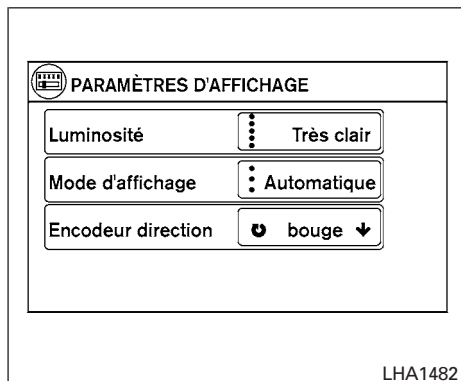 PARAMÈTRES D'AFFICHAGE
Luminosité Très clair
Mode d'affichage Automatique
Encodeur direction bouge
LHA1482